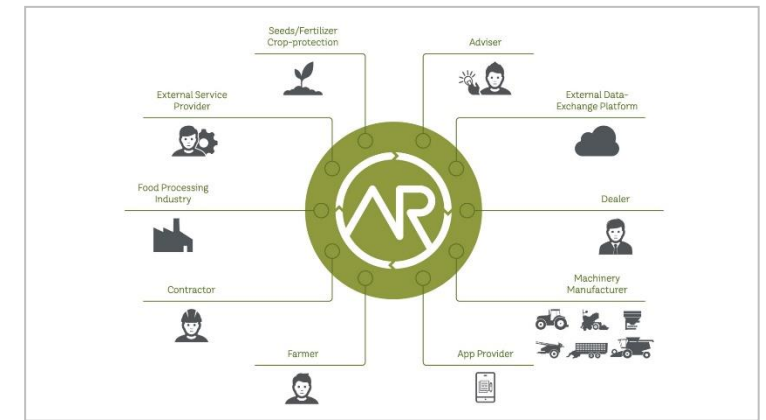 Seeds/Fertilizer
Crop-protection
Adviser
External Service
Provider
External Data-
Exchange Platform
Food Processing
Industry
AR
Dealer
Contractor
Machinery
Manufacturer
Farmer
App Provider